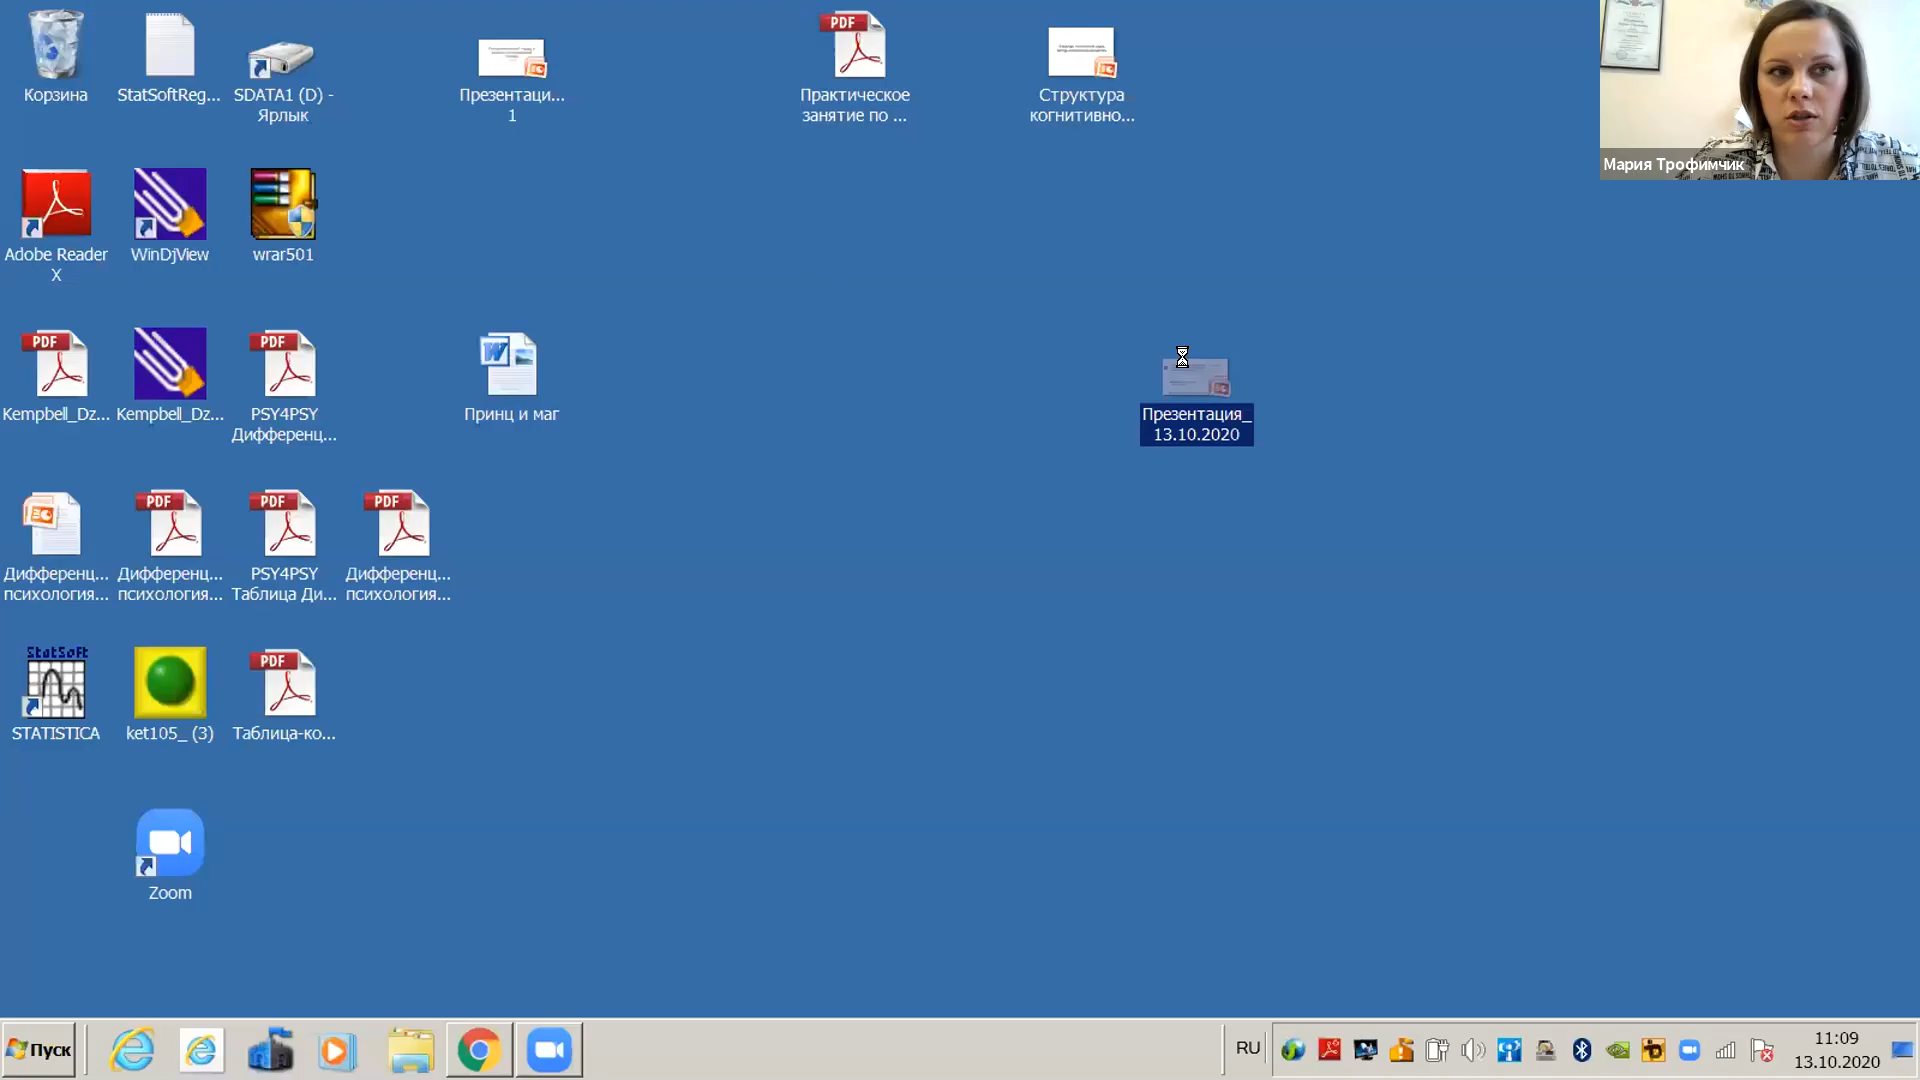 Корзина
StatSoftReg...
SDATA1 (D) -
Ярлык
Презентаци...
1
PDF
Практическое
занятие по ...
Структура
когнитивно...
Мария Трофимчик
Adobe Reader
X
WinDjView
wrar501
PDF
Kempbell_Dz...
Kempbell_Dz...
PDF
PSY4PSY
Дифференц...
W
Принц и маг
Презентация_
13.10.2020
Дифференц...
психология...
PDF
Дифференц...
психология...
PDF
PSY4PSY
Таблица Ди...
PDF
Дифференц...
психология...
StatSoft
STATISTICA
ket105_ (3)
PDF
Таблица-ко...
Zoom
Пуск
RU
11:09
13.10.2020